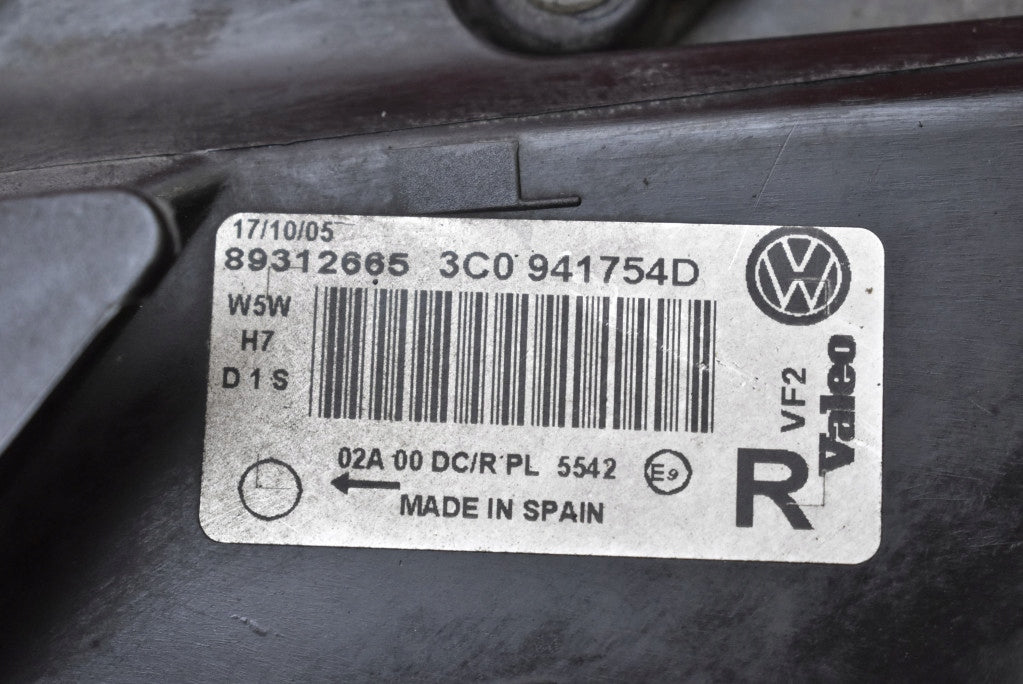 17/10/05
89312665 3C0 941754D
W5W
H7
D1S
02A 00 DC/R PL 5542 E9
MADE IN SPAIN
VW
VF2
Valeo
R